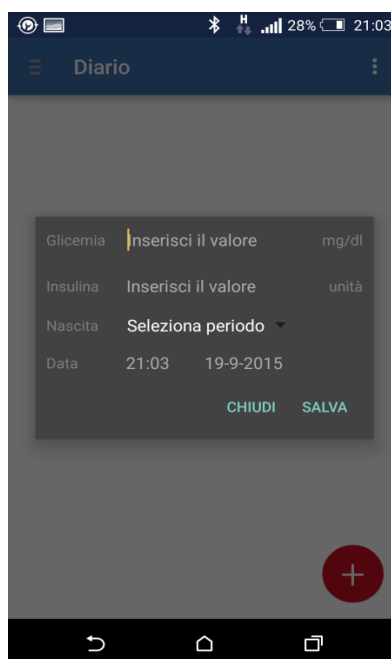 H 28% 21:03
Diario
Glicemia Inserisci il valore mg/dl
Insulina Inserisci il valore unità
Nascita Seleziona periodo
Data 21:03 19-9-2015
CHIUDI SALVA